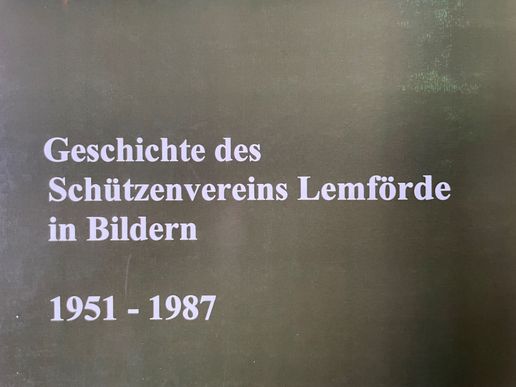 Geschichte des
Schützenvereins Lemförde
in Bildern
1951 - 1987